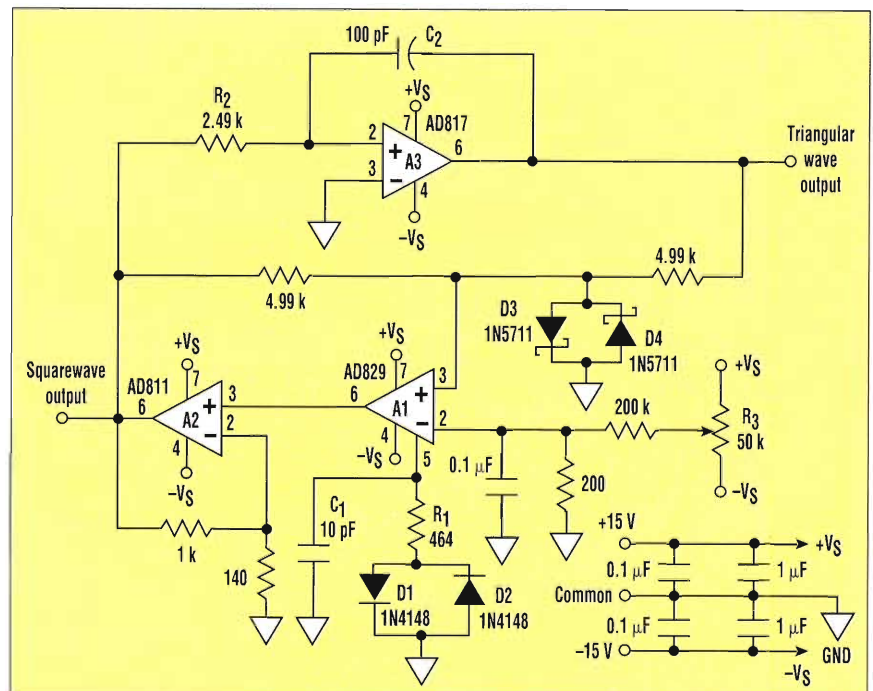 100 pF
C2
R2
2.49 k
+VS
7
AD817
2
+
A3
6
3
−
4
−VS
Triangular
wave
output
4.99 k
4.99 k
D3
1N5711
D4
1N5711
Squarewave
output
+VS
AD811
7
6
A2
+
3
−
2
4
−VS
+VS
AD829
7
6
A1
+
3
−
2
4
−VS
5
200 k
+VS
R3
50 k
−VS
0.1 µF
200
C1
10 pF
R1
464
1 k
140
D1
1N4148
D2
1N4148
+15 V
+VS
0.1 µF
1 µF
Common
0.1 µF
1 µF
GND
−15 V
−VS